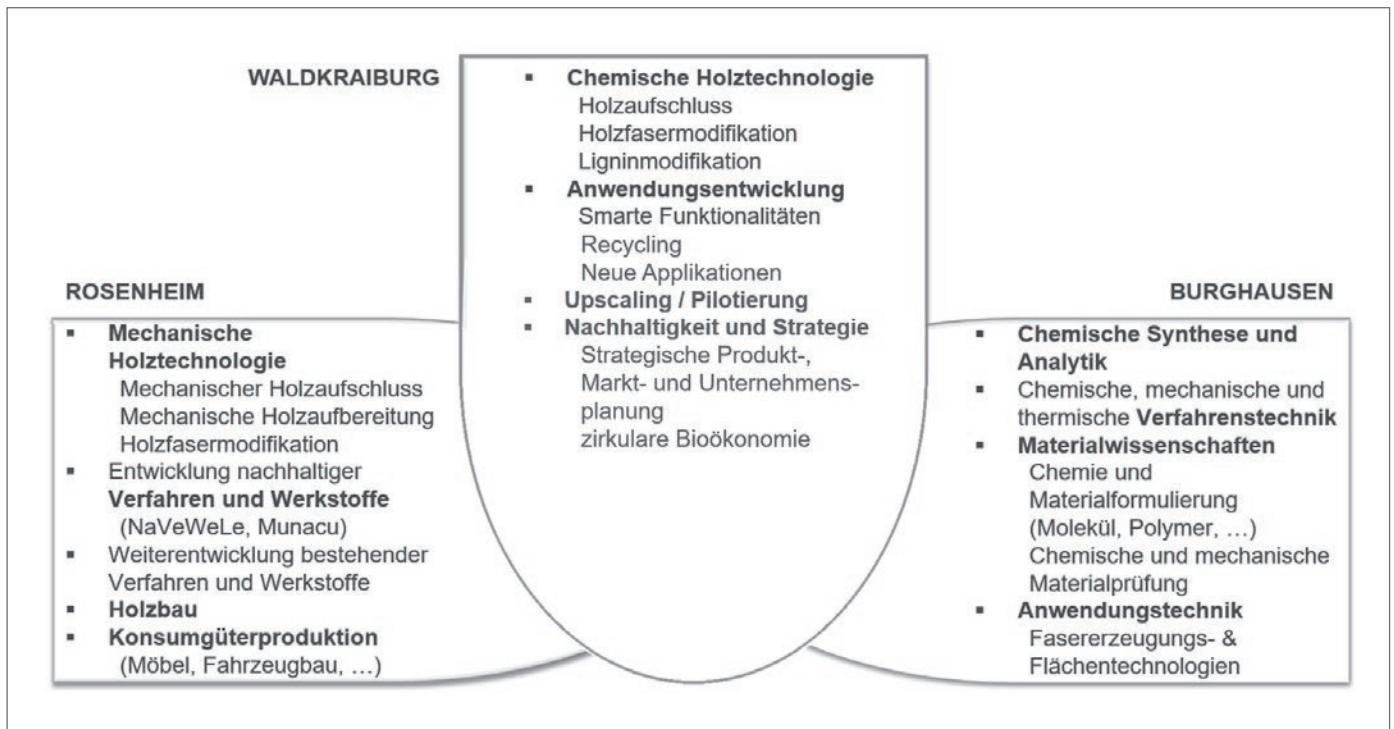 WALDKRAIBURG
▪ Chemische Holztechnologie
Holzaufschluss
Holzfasermodifikation
Ligninmodifikation
▪ Anwendungsentwicklung
Smarte Funktionalitäten
Recycling
Neue Applikationen
▪ Upscaling / Pilotierung
▪ Nachhaltigkeit und Strategie
Strategische Produkt-,
Markt- und Unternehmens-
planung
zirkulare Bioökonomie
ROSENHEIM
▪ Mechanische
Holztechnologie
Mechanischer Holzaufschluss
Mechanische Holzaufbereitung
Holzfasermodifikation
▪ Entwicklung nachhaltiger
Verfahren und Werkstoffe
(NaVeWeLe, Munacu)
▪ Weiterentwicklung bestehender
Verfahren und Werkstoffe
▪ Holzbau
▪ Konsumgüterproduktion
(Möbel, Fahrzeugbau, …)
BURGHAUSEN
▪ Chemische Synthese und
Analytik
▪ Chemische, mechanische und
thermische Verfahrenstechnik
▪ Materialwissenschaften
Chemie und
Materialformulierung
(Molekül, Polymer, …)
Chemische und mechanische
Materialprüfung
▪ Anwendungstechnik
Fasererzeugungs- &
Flächentechnologien